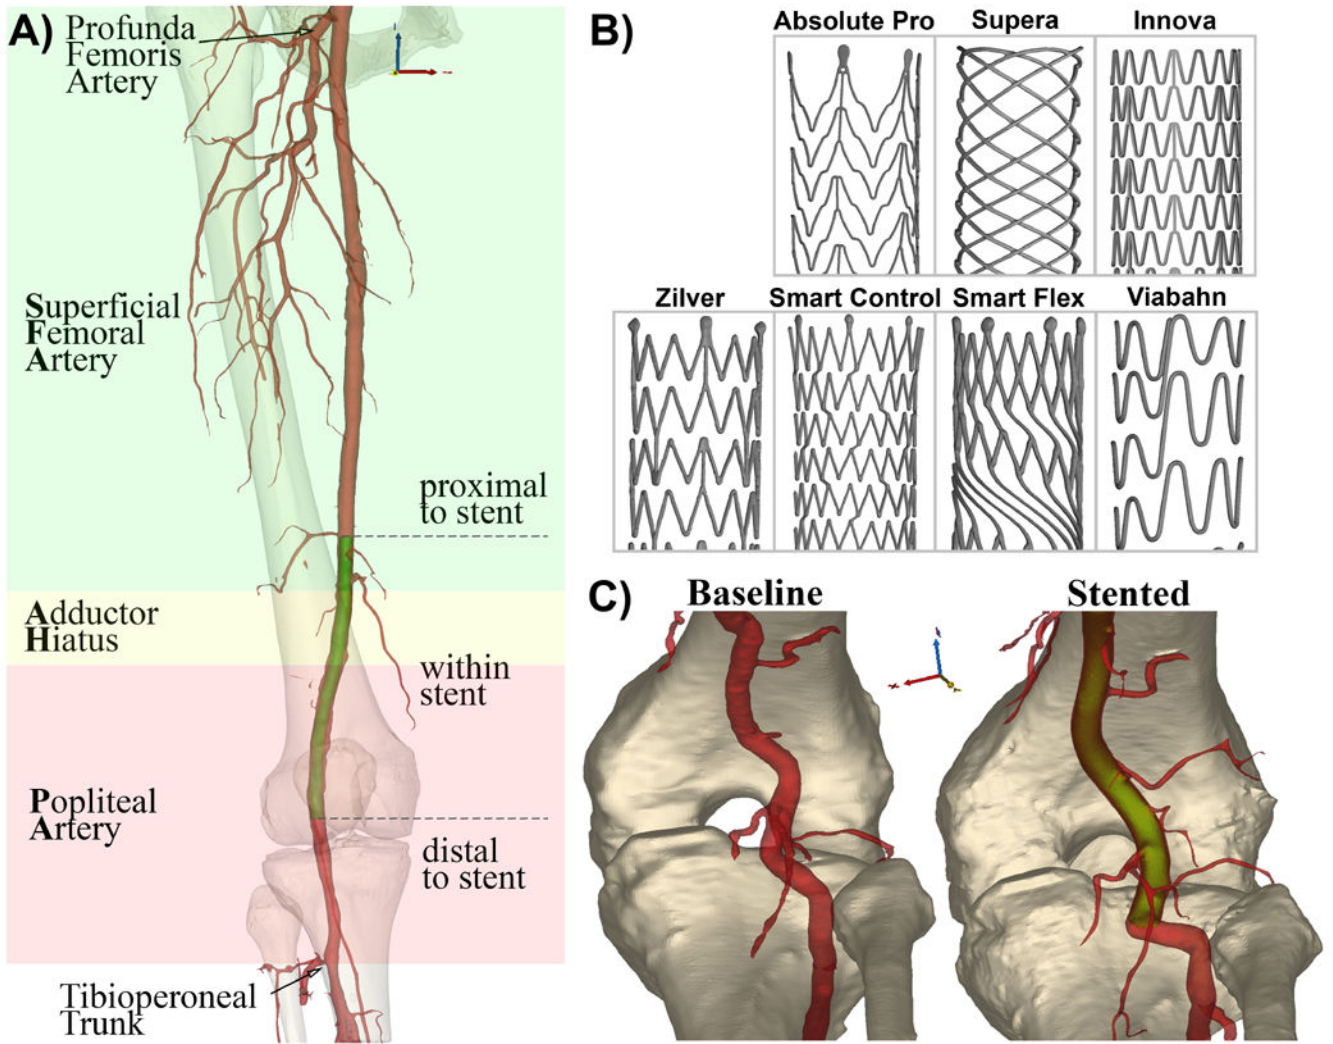 A)
Profunda
Femoris
Artery
Superficial
Femoral
Artery
proximal
to stent
Adductor
Hiatus
within
stent
Popliteal
Artery
distal
to stent
Tibioperoneal
Trunk
B)
Absolute Pro
Supera
Innova
Zilver
Smart Control
Smart Flex
Viabahn
C)
Baseline
Stented